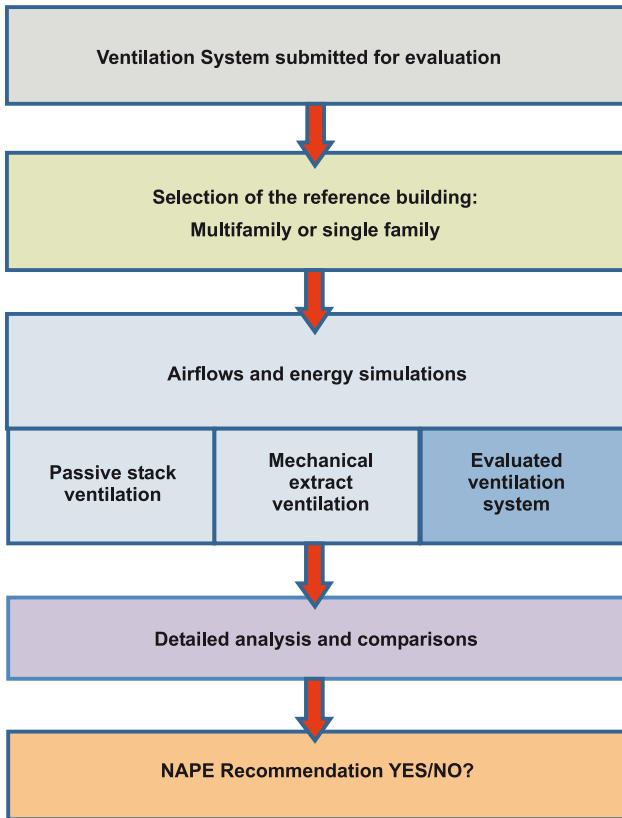 Ventilation System submitted for evaluation
Selection of the reference building:
Multifamily or single family
Airflows and energy simulations
Passive stack
ventilation
Mechanical
extract
ventilation
Evaluated
ventilation
system
Detailed analysis and comparisons
NAPE Recommendation YES/NO?